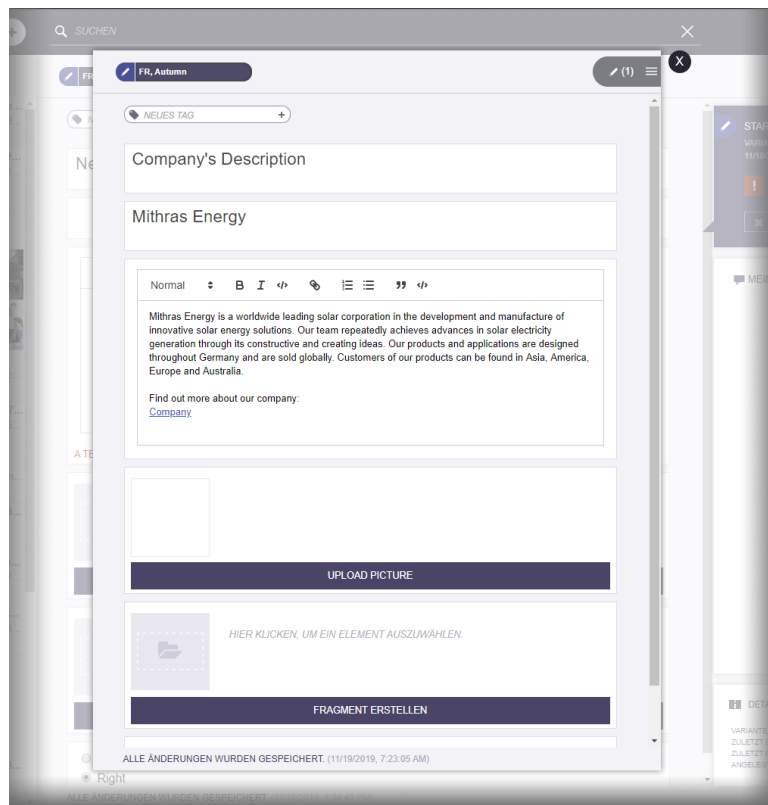 SUCHEN
X
FR, Autumn
(1)
NEUES TAG
Company's Description
Mithras Energy
Normal
Mithras Energy is a worldwide leading solar corporation in the development and manufacture of
innovative solar energy solutions. Our team repeatedly achieves advances in solar electricity
generation through its constructive and creating ideas. Our products and applications are designed
throughout Germany and are sold globally. Customers of our products can be found in Asia, America,
Europe and Australia.
Find out more about our company:
Company
UPLOAD PICTURE
HIER KLICKEN, UM EIN ELEMENT AUSZUWÄHLEN.
FRAGMENT ERSTELLEN
ALLE ÄNDERUNGEN WURDEN GESPEICHERT. (11/19/2019, 7:23:05 AM)
Right